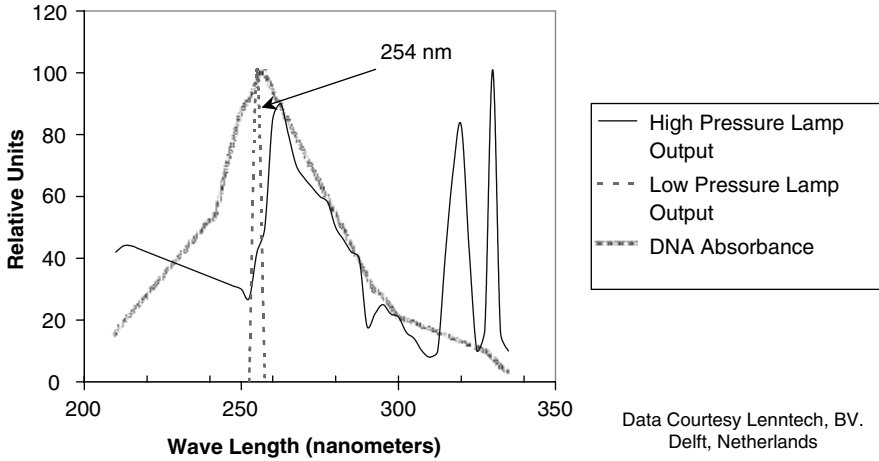 120
100
80
60
40
20
0
Relative Units
200
250
300
350
Wave Length (nanometers)
254 nm
High Pressure Lamp
Output
Low Pressure Lamp
Output
DNA Absorbance
Data Courtesy Lenntech, BV.
Delft, Netherlands